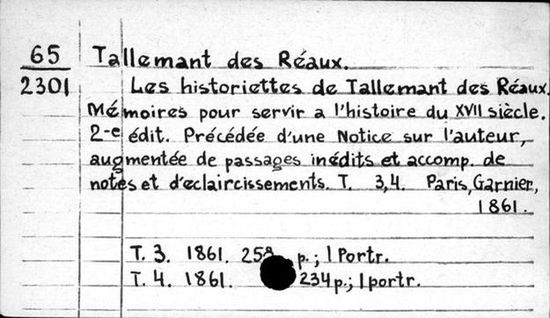 65 Tallemant des Réaux.
2301 Les historiettes de Tallemant des Réaux.
Mémoires pour servir a l'histoire du XVII siècle.
2-e édit. Précédée d'une Notice sur l'auteur,
augmentée de passages inédits et accomp. de
notes et d'eclaircissements. T. 3,4. Paris, Garnier,
1861.
T. 3. 1861. p.; 1 Portr.
T. 4. 1861. 234 p.; 1 portr.